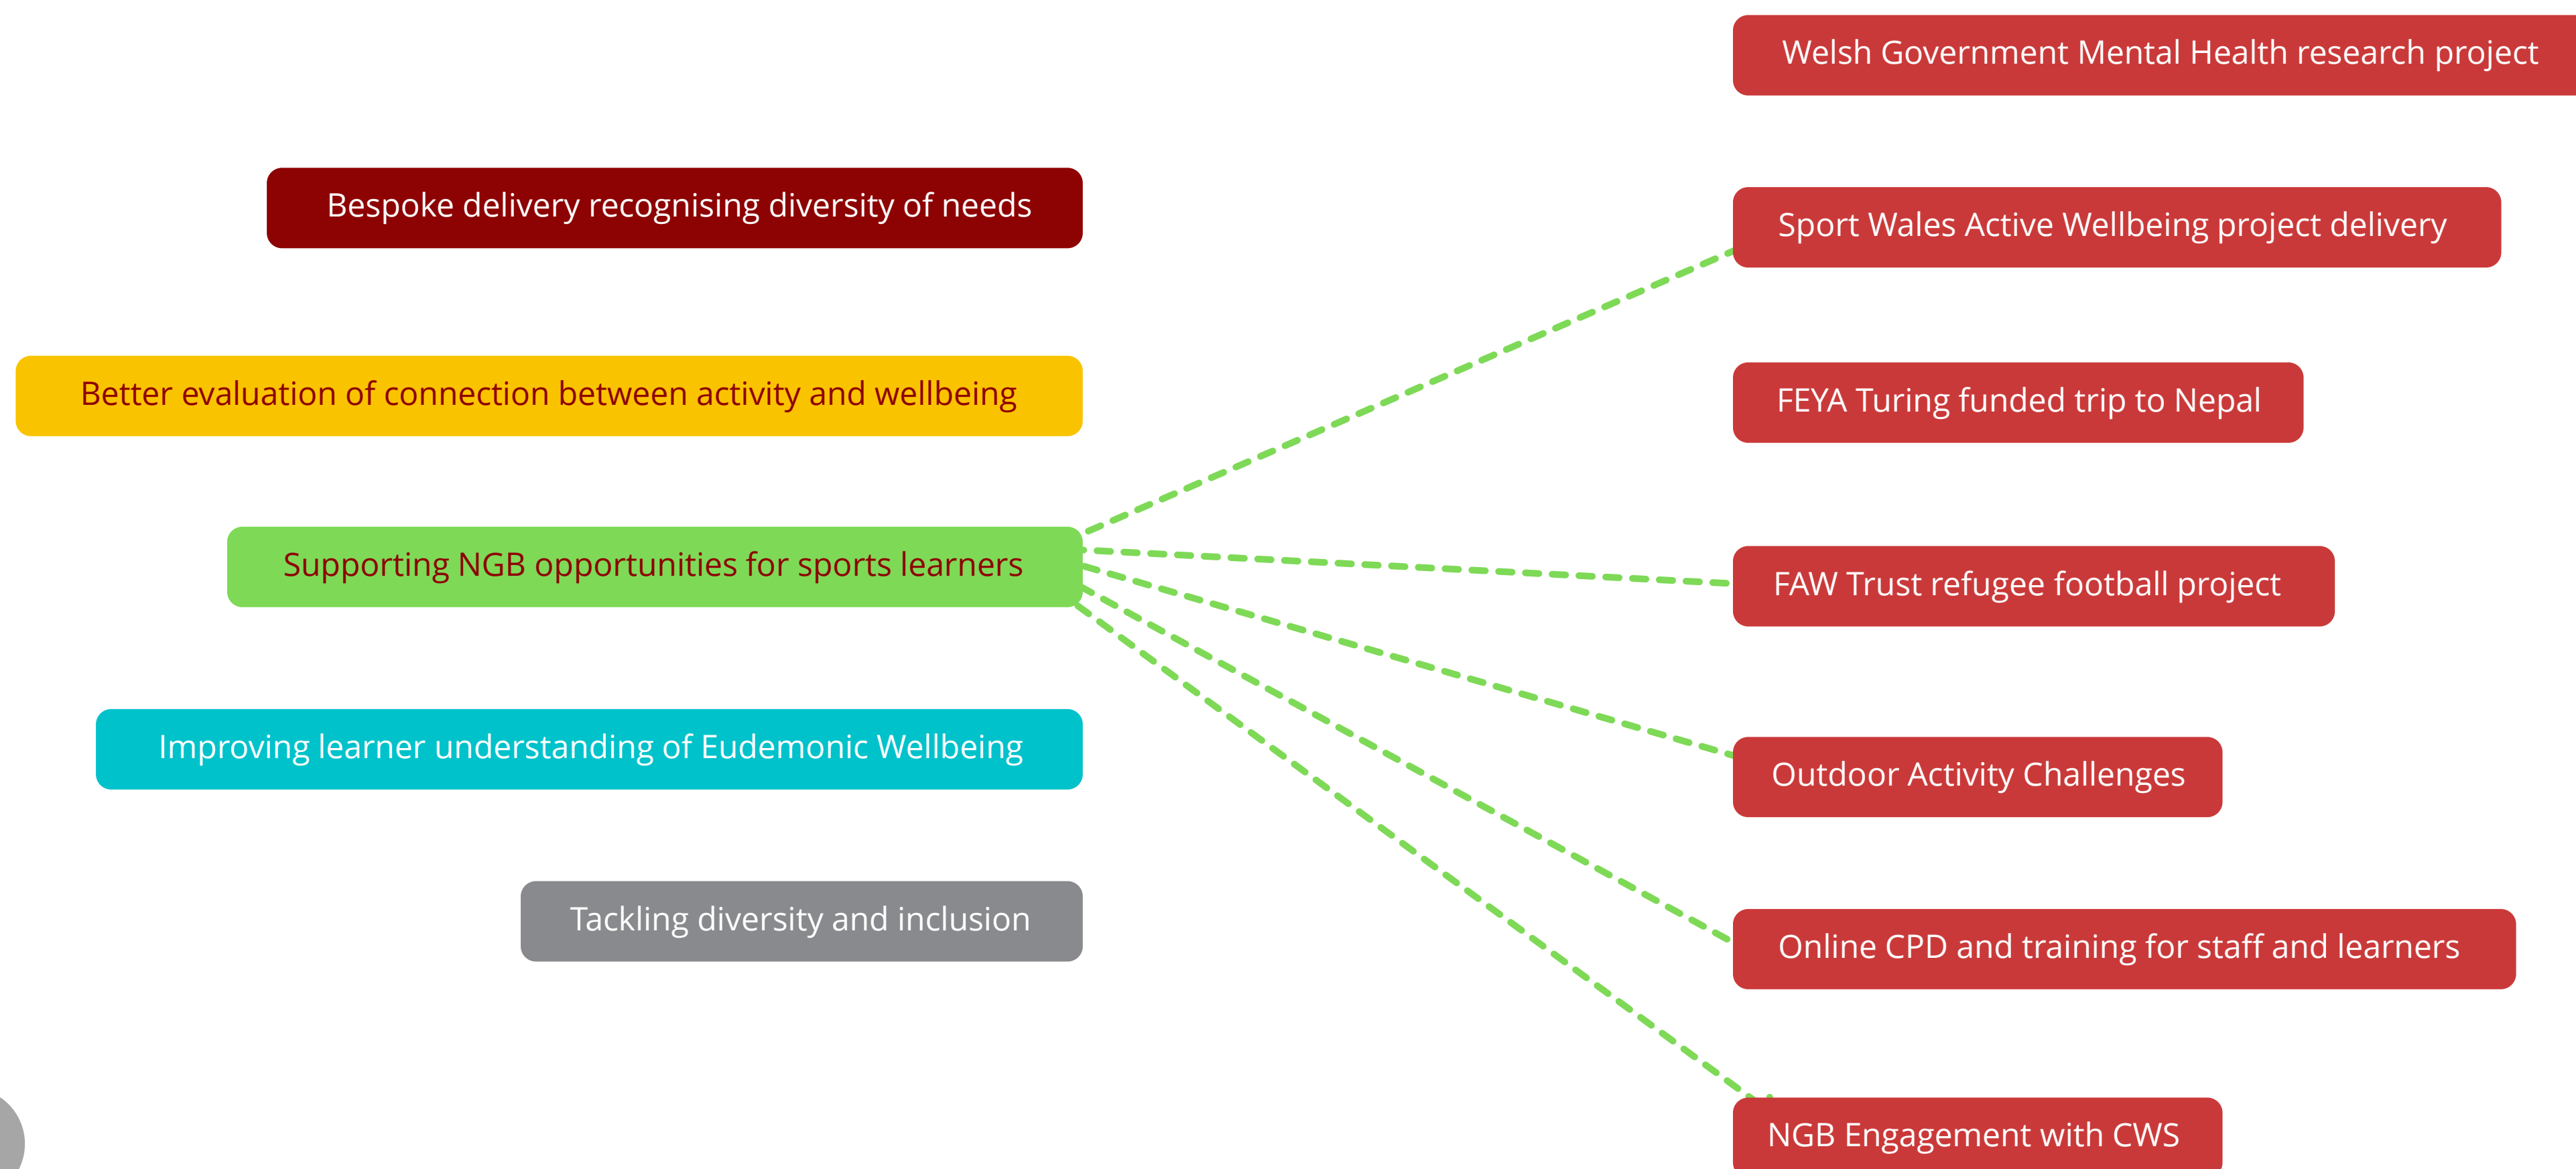 Bespoke delivery recognising diversity of needs
Better evaluation of connection between activity and wellbeing
Supporting NGB opportunities for sports learners
Improving learner understanding of Eudemonic Wellbeing
Tackling diversity and inclusion
Welsh Government Mental Health research project
Sport Wales Active Wellbeing project delivery
FEYA Turing funded trip to Nepal
FAW Trust refugee football project
Outdoor Activity Challenges
Online CPD and training for staff and learners
NGB Engagement with CWS